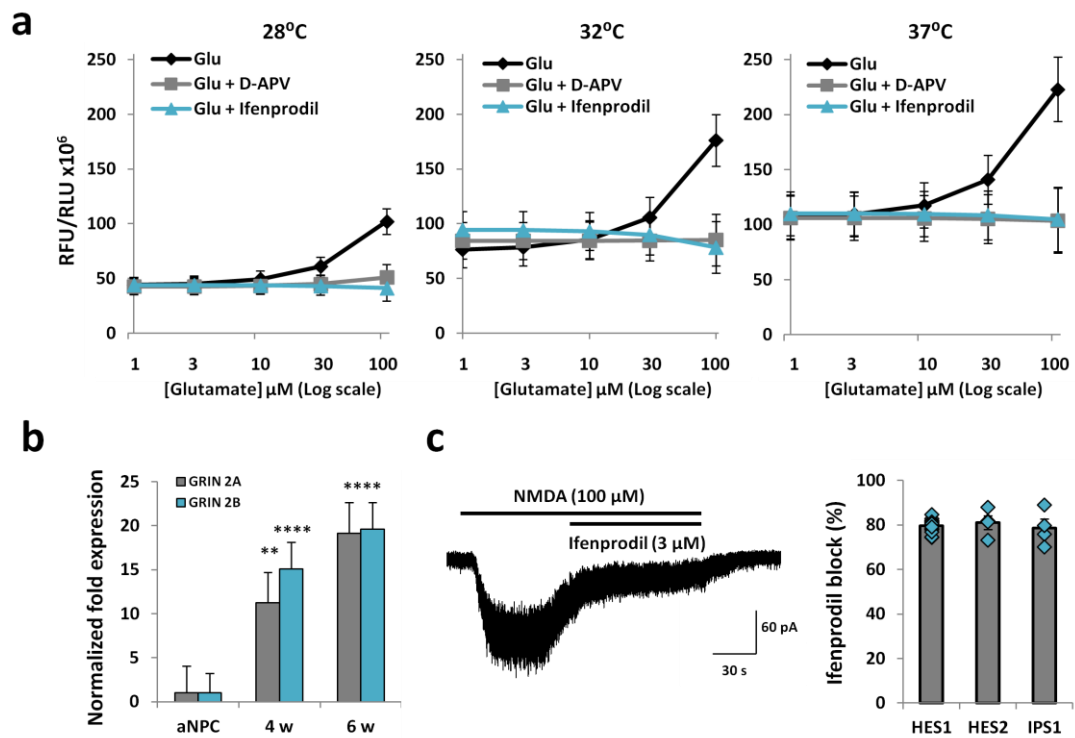 a
28⁰C
32⁰C
37⁰C
RFU/RLU x10⁶
250
200
150
100
50
0
Glu
Glu + D-APV
Glu + Ifenprodil
1 3 10 30 100
[Glutamate] µM (Log scale)
250
200
150
100
50
0
Glu
Glu + D-APV
Glu + Ifenprodil
1 3 10 30 100
[Glutamate] µM (Log scale)
250
200
150
100
50
0
Glu
Glu + D-APV
Glu + Ifenprodil
1 3 10 30 100
[Glutamate] µM (Log scale)
b
Normalized fold expression
25
20
15
10
5
0
GRIN 2A
GRIN 2B
**
****
****
aNPC 4 w 6 w
c
NMDA (100 µM)
Ifenprodil (3 µM)
60 pA
30 s
Ifenprodil block (%)
100
80
60
40
20
0
HES1 HES2 IPS1